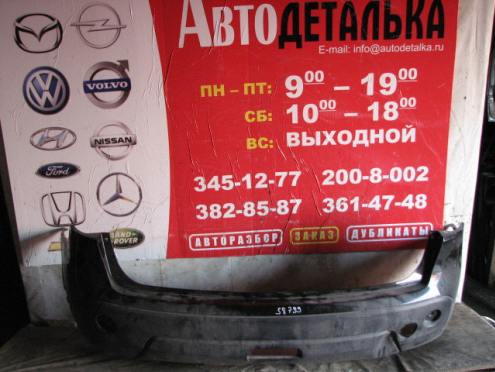 АвтоДЕТАЛЬКА
E-mail: info@autodetalka.ru
ПН – ПТ: 9⁰⁰ – 19⁰⁰
СБ: 10⁰⁰ – 18⁰⁰
ВС: ВЫХОДНОЙ
VOLVO
NISSAN
Ford
345-12-77 200-8-002
382-85-87 361-47-48
LAND ROVER
АВТОРАЗБОР ЗАКАЗ ДУБЛИКАТЫ
58799